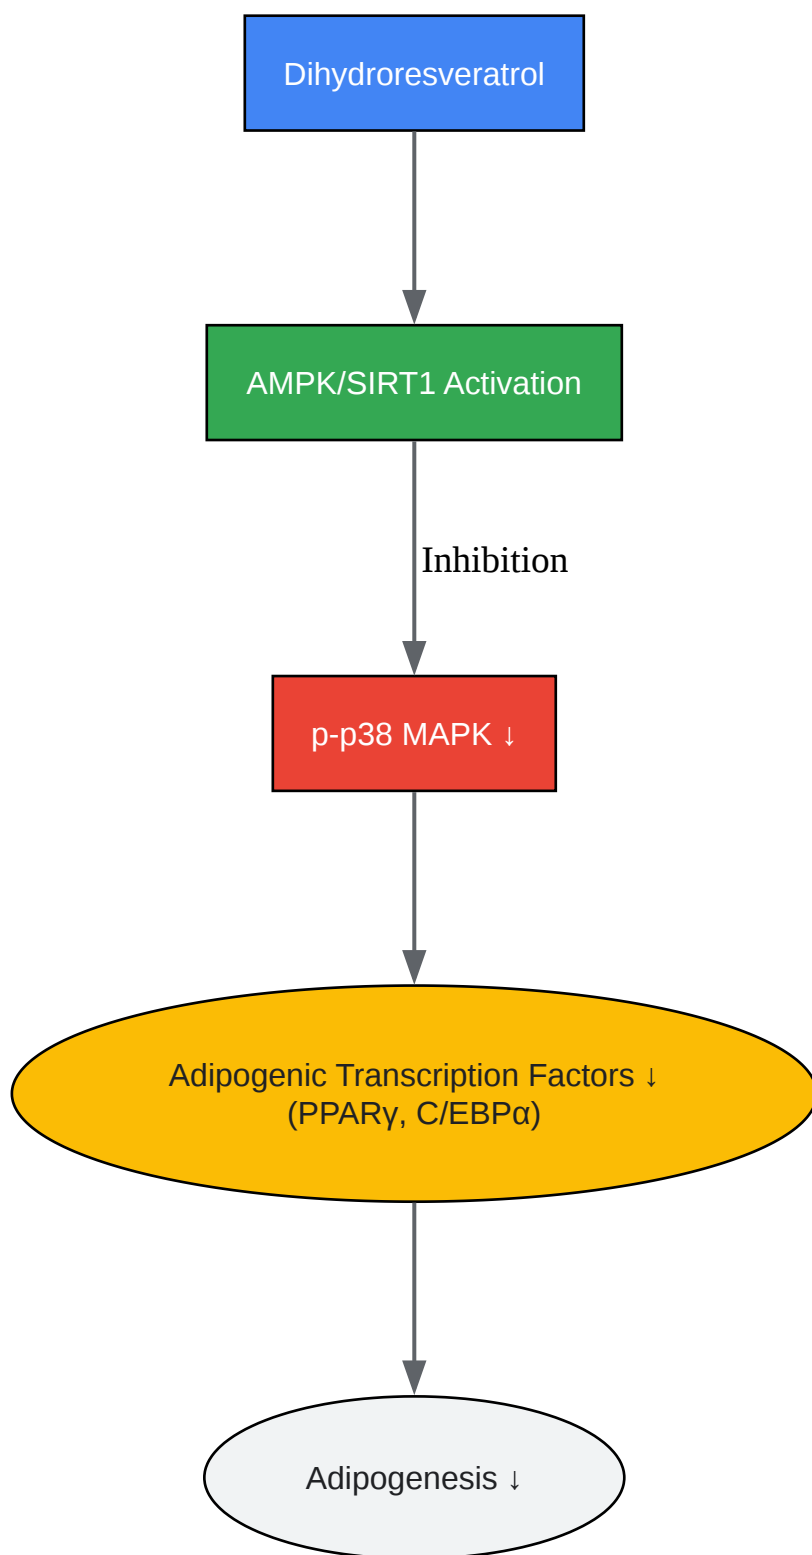 Dihydroresveratrol
AMPK/SIRT1 Activation
Inhibition
p-p38 MAPK ↓
Adipogenic Transcription Factors ↓
(PPARγ, C/EBPα)
Adipogenesis ↓